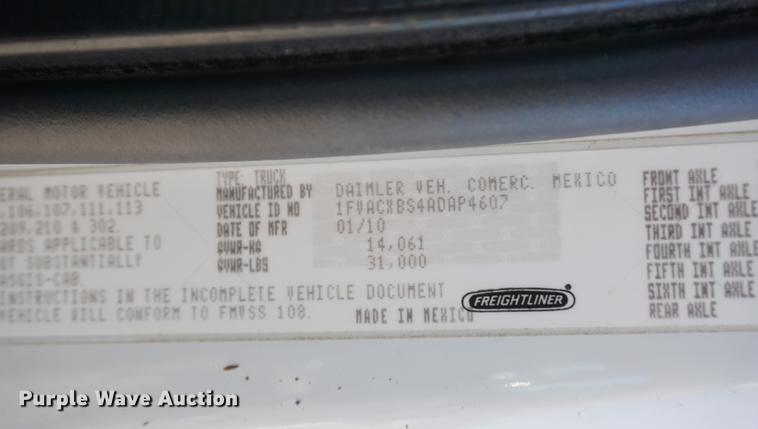 TYPE: TRUCK
ERAL MOTOR VEHICLE MANUFACTURED BY DAIMLER VEH. COMERC. MEXICO FRONT AXLE
.106,107,111,113 VEHICLE ID NO 1FVACXBS4ADAP4607 FIRST INT AXLE
209,210 & 302. DATE OF MFR 01/10 SECOND INT AXLE
ARDS APPLICABLE TO GVWR-KG 14,061 THIRD INT AXLE
OT SUBSTANTIALLY GVWR-LBS 31,000 FOURTH INT AXLE
ASSIS-CAB FIFTH INT AXLE
INSTRUCTIONS IN THE INCOMPLETE VEHICLE DOCUMENT FREIGHTLINER SIXTH INT AXLE
VEHICLE WILL CONFORM TO FMVSS 108. MADE IN MEXICO REAR AXLE
Purple Wave Auction